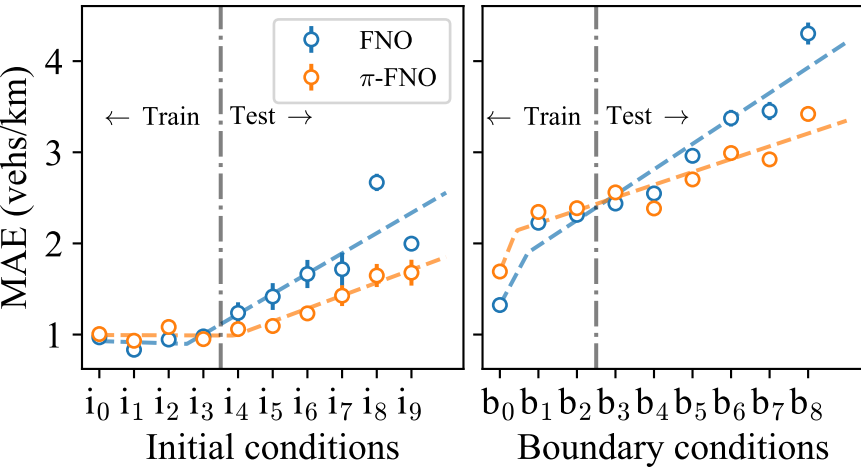 MAE (vehs/km)
4
3
2
1
FNO
π-FNO
← Train
Test →
← Train
Test →
i₀ i₁ i₂ i₃ i₄ i₅ i₆ i₇ i₈ i₉
b₀ b₁ b₂ b₃ b₄ b₅ b₆ b₇ b₈
Initial conditions
Boundary conditions